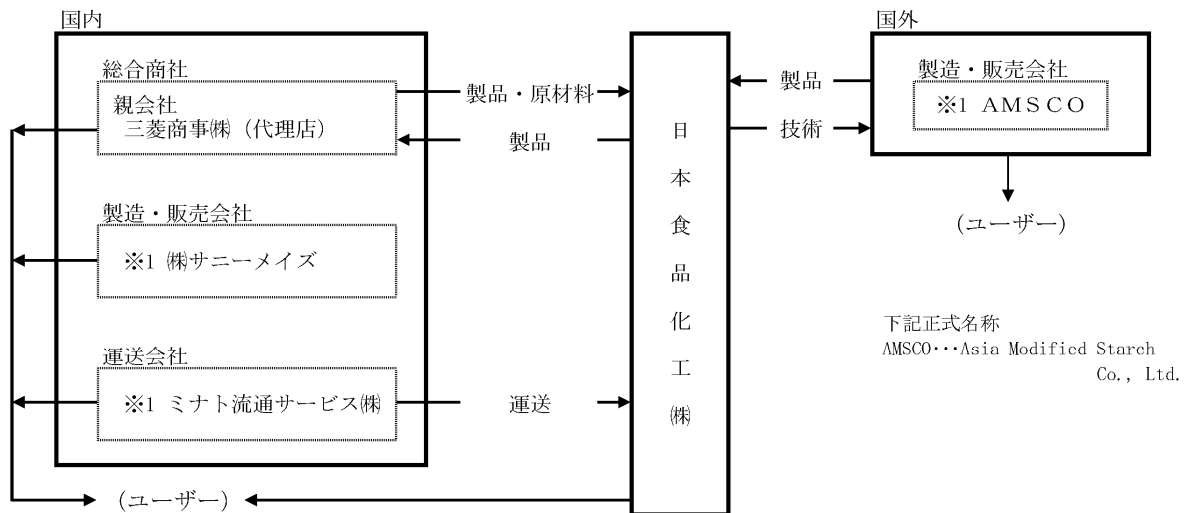 国内
総合商社
親会社
三菱商事㈱（代理店）
製造・販売会社
※1 ㈱サニーメイズ
運送会社
※1 ミナト流通サービス㈱
（ユーザー）
製品・原材料
製品
運送
日本食品化工㈱
製品
技術
国外
製造・販売会社
※1 ＡＭＳＣＯ
（ユーザー）
下記正式名称
AMSCO・・・Asia Modified Starch
Co., Ltd.